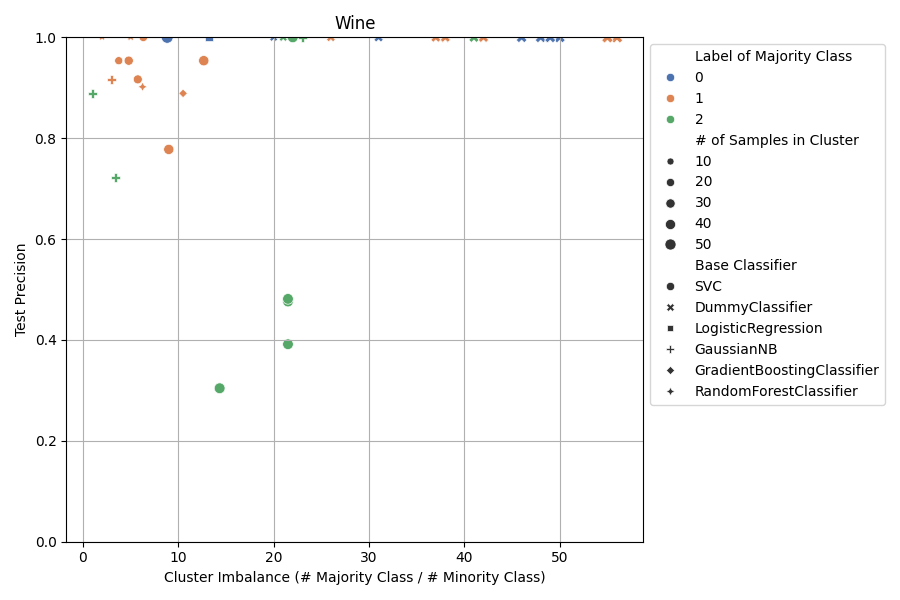 Wine
1.0
0.8
0.6
0.4
0.2
0.0
Test Precision
0
10
20
30
40
50
Cluster Imbalance (# Majority Class / # Minority Class)
Label of Majority Class
0
1
2
# of Samples in Cluster
10
20
30
40
50
Base Classifier
SVC
DummyClassifier
LogisticRegression
GaussianNB
GradientBoostingClassifier
RandomForestClassifier